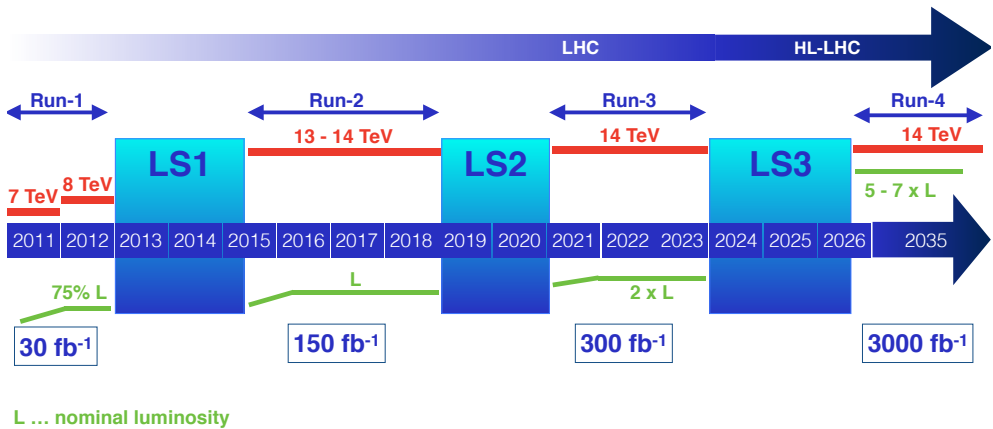 LHC HL-LHC
Run-1 Run-2 Run-3 Run-4
13 - 14 TeV 14 TeV 14 TeV
LS1 LS2 LS3
7 TeV 8 TeV 5 - 7 x L
2011 2012 2013 2014 2015 2016 2017 2018 2019 2020 2021 2022 2023 2024 2025 2026 2035
75% L L 2 x L
30 fb⁻¹ 150 fb⁻¹ 300 fb⁻¹ 3000 fb⁻¹
L ... nominal luminosity